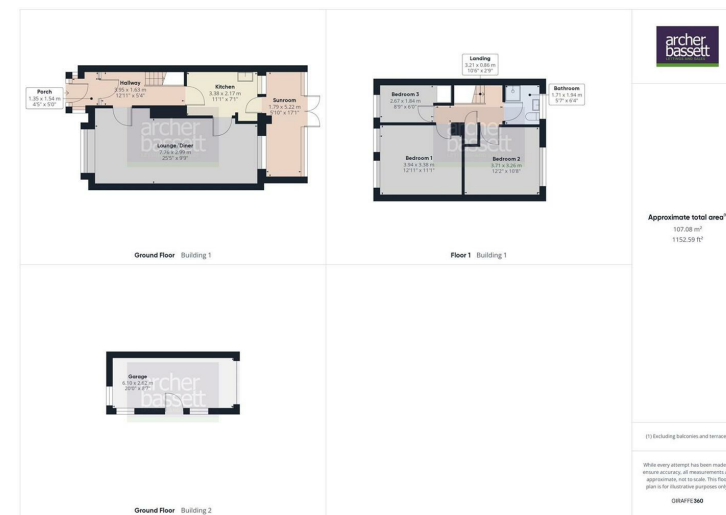 Porch
1.35 x 1.54 m
4'5" x 5'0"
Hallway
3.95 x 1.63 m
12'11" x 5'4"
Kitchen
3.38 x 2.17 m
11'1" x 7'1"
Sunroom
1.79 x 5.22 m
5'10" x 17'1"
Lounge/Diner
7.76 x 2.99 m
25'5" x 9'9"
archer
bassett
Ground Floor Building 1
Landing
3.21 x 0.86 m
10'6" x 2'9"
Bedroom 3
2.67 x 1.84 m
8'9" x 6'0"
Bathroom
1.71 x 1.94 m
5'7" x 6'4"
Bedroom 1
3.94 x 3.38 m
12'11" x 11'1"
Bedroom 2
3.71 x 3.26 m
12'2" x 10'8"
archer
bassett
Floor 1 Building 1
Garage
20'0" x 8'7"
archer
bassett
Ground Floor Building 2
archer
bassett
Approximate total area(1)
107.08 m²
1152.59 ft²
(1) Excluding balconies and terrace
While every attempt has been made
ensure accuracy, all measurements
approximate, not to scale. This floo
plan is for illustrative purposes only
GIRAFFE360